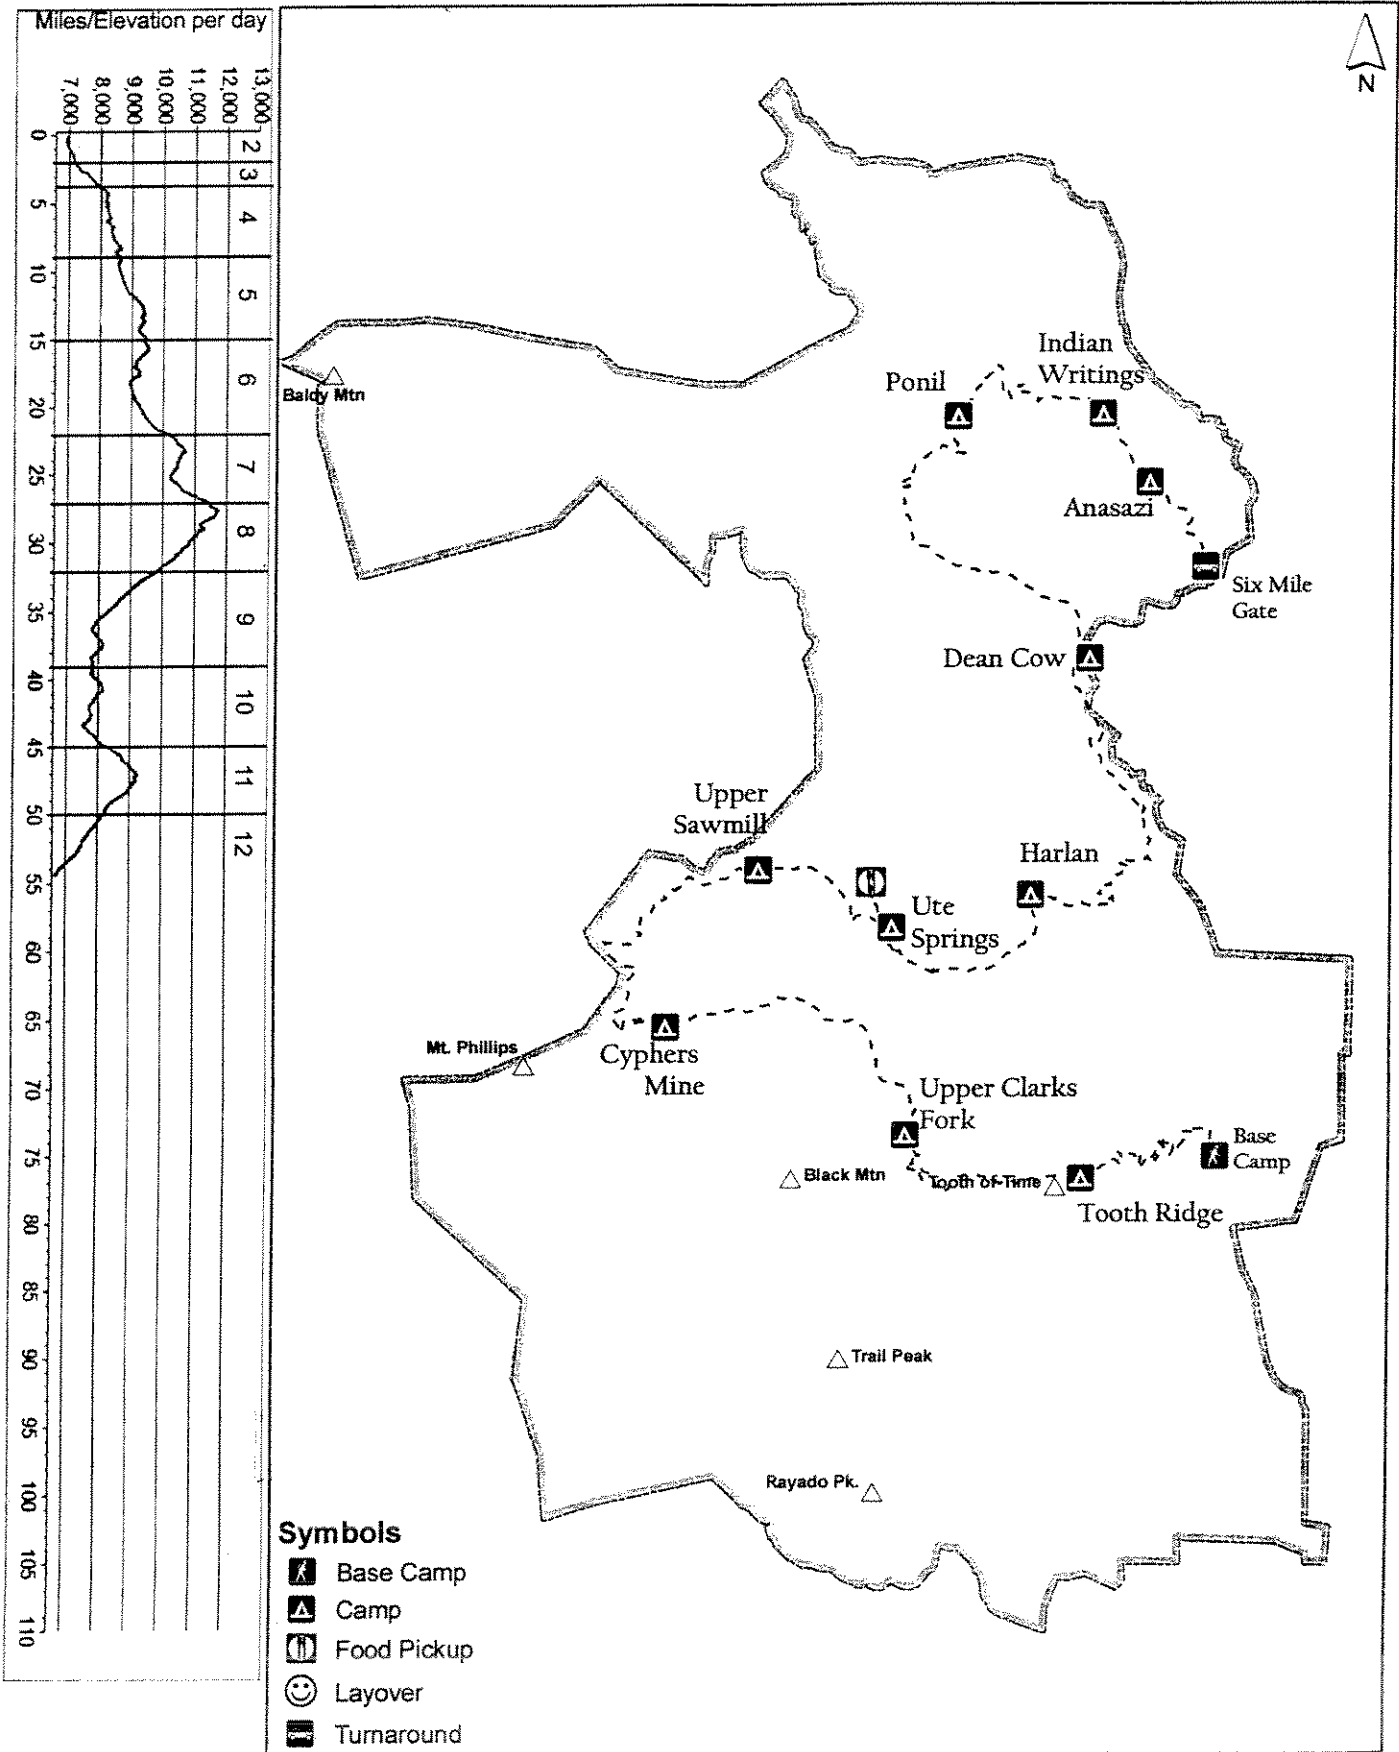 Miles/Elevation per day
13,000
12,000
11,000
10,000
9,000
8,000
7,000
2
3
4
5
6
7
8
9
10
11
12
0
5
10
15
20
25
30
35
40
45
50
55
60
65
70
75
80
85
90
95
100
105
110
N
Baldy Mtn
Ponil
Indian
Writings
Anasazi
Six Mile
Gate
Dean Cow
Upper
Sawmill
Harlan
Ute
Springs
Mt. Phillips
Cyphers
Mine
Upper Clarks
Fork
Base
Camp
Black Mtn
Tooth of Time
Tooth Ridge
Trail Peak
Rayado Pk.
Symbols
Base Camp
Camp
Food Pickup
Layover
Turnaround